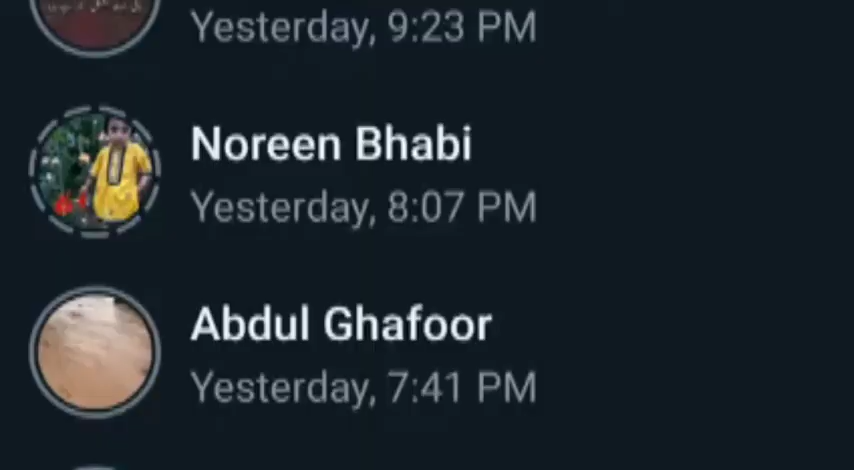 Yesterday, 9:23 PM
Noreen Bhabi
Yesterday, 8:07 PM
Abdul Ghafoor
Yesterday, 7:41 PM